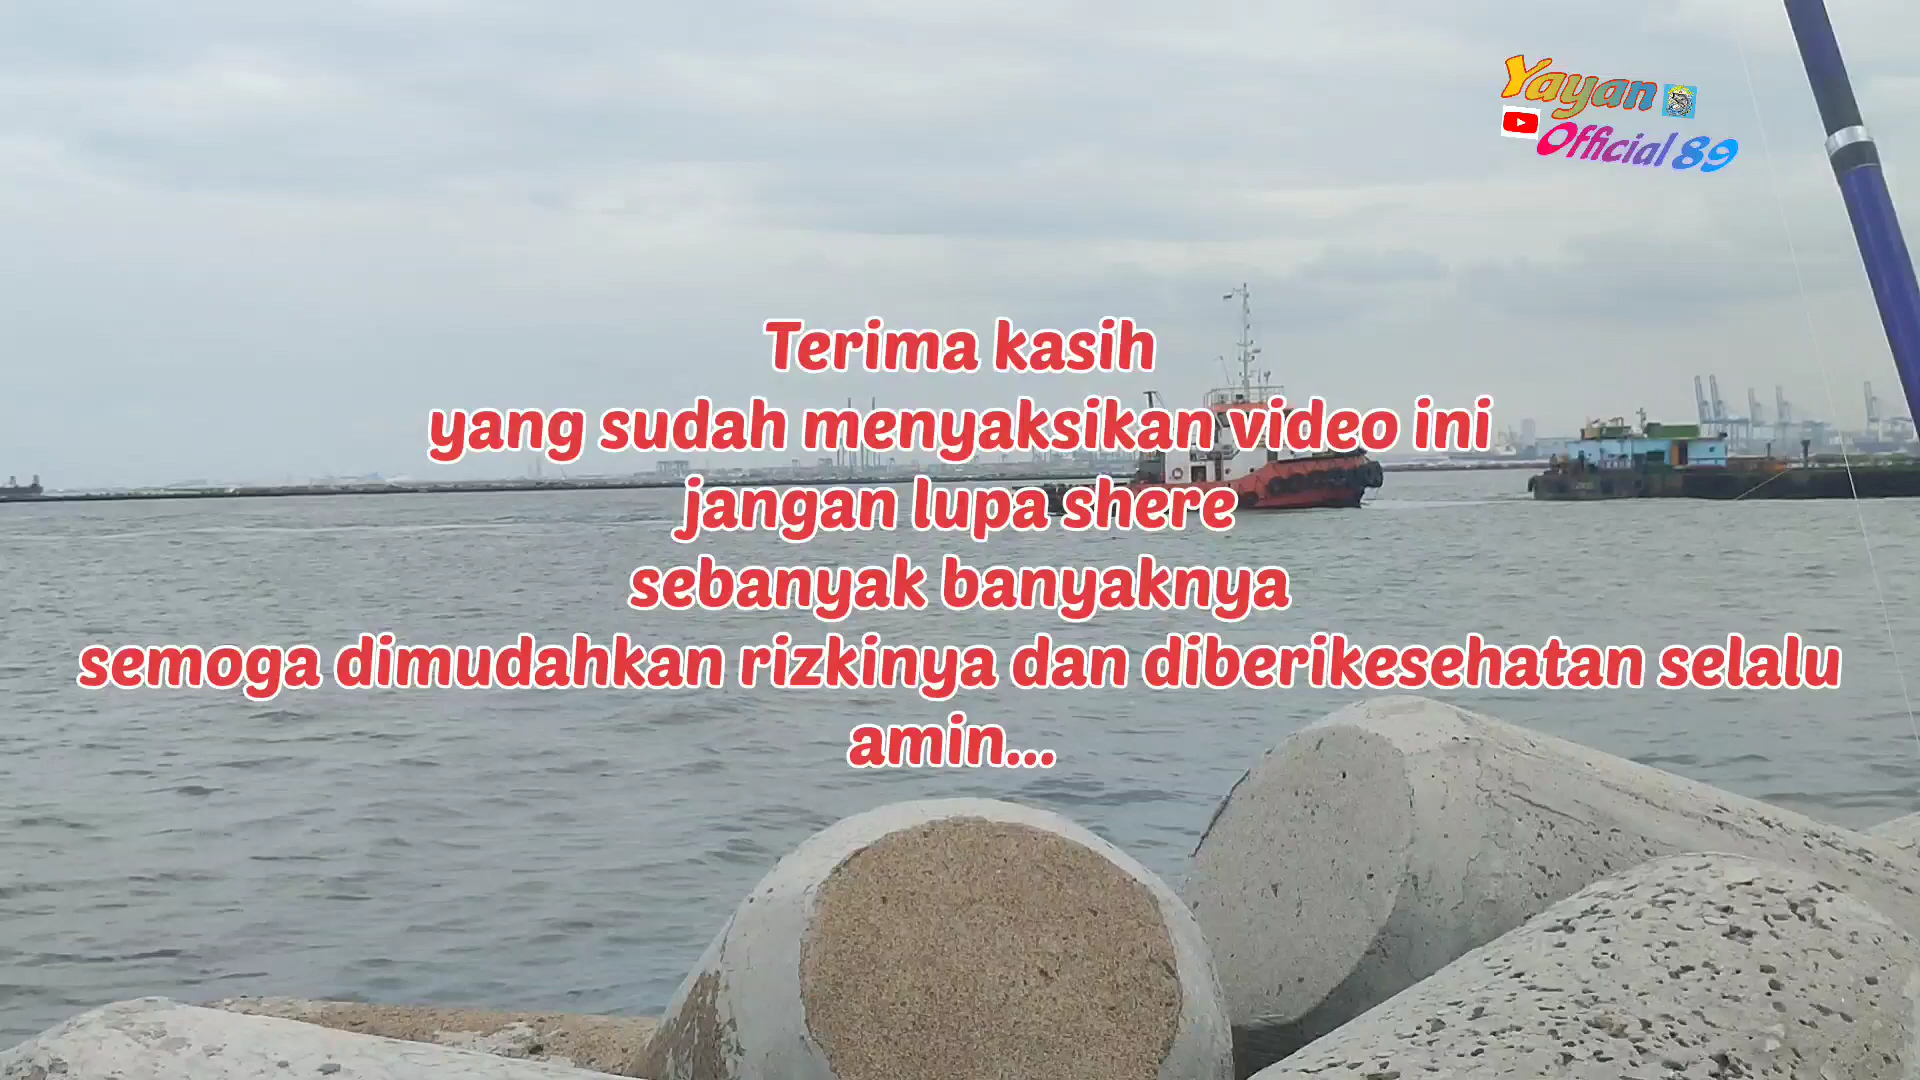 Yayan
Official 89
Terima kasih
yang sudah menyaksikan video ini
jangan lupa shere
sebanyak banyaknya
semoga dimudahkan rizkinya dan diberikesehatan selalu
amin...